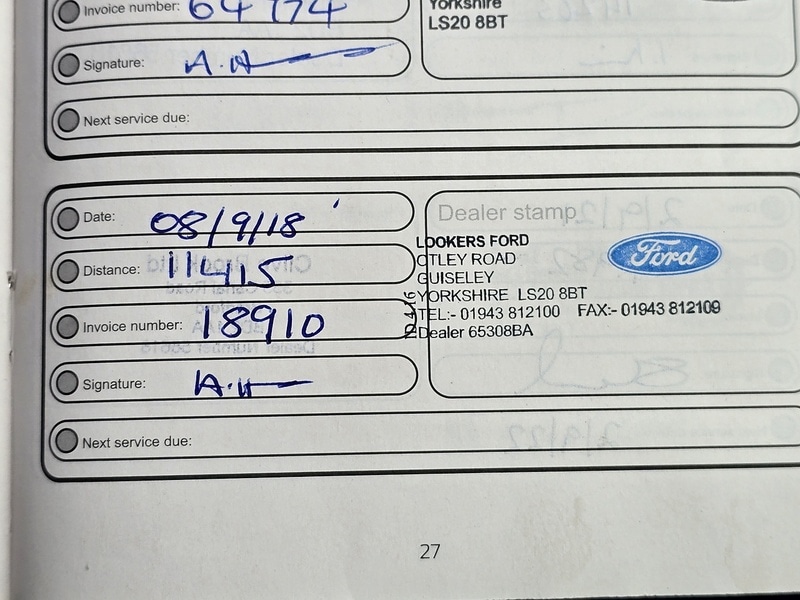 Invoice number: 64774
Yorkshire
LS20 8BT
Signature: A.H
Next service due:
Date: 08/9/18
Dealer stamp
Distance: 11415
LOOKERS FORD
OTLEY ROAD
GUISELEY
YORKSHIRE LS20 8BT
TEL:- 01943 812100 FAX:- 01943 812109
Dealer 65308BA
Ford
Invoice number: 18910
Signature: A.H
Next service due:
27